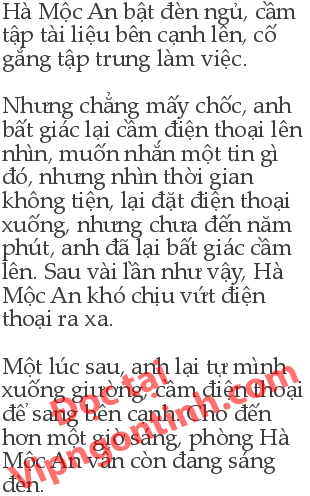 Hà Mộc An bật đèn ngủ, cầm
tập tài liệu bên cạnh lên, cố
gắng tập trung làm việc.
Nhưng chẳng mấy chốc, anh
bất giác lại cầm điện thoại lên
nhìn, muốn nhắn một tin gì
đó, nhưng nhìn thời gian
không tiện, lại đặt điện thoại
xuống, nhưng chưa đến năm
phút, anh đã lại bất giác cầm
lên. Sau vài lần như vậy, Hà
Mộc An khó chịu vứt điện
thoại ra xa.
Một lúc sau, anh lại tự mình
xuống giường, cầm điện thoại
để sang bên cạnh. Cho đến
hơn một giờ sáng, phòng Hà
Mộc An vẫn còn đang sáng
đèn.
Đọc tại
Vipngontinh.com